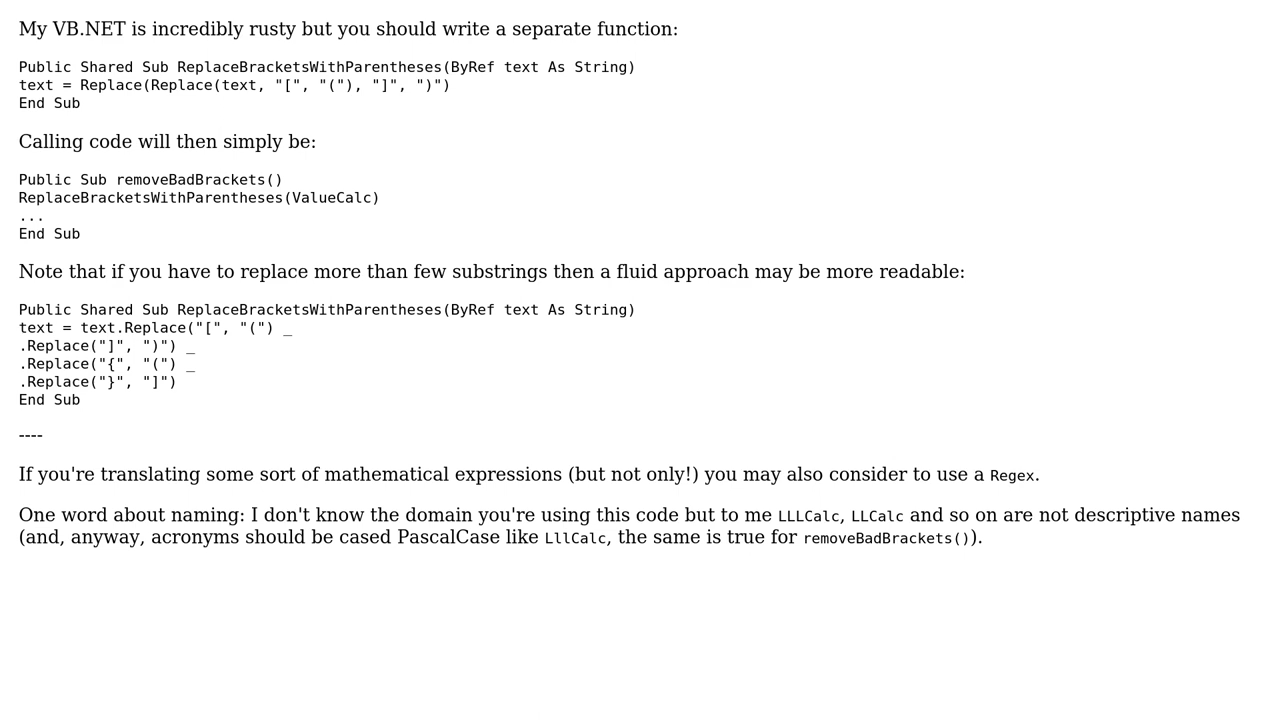 My VB.NET is incredibly rusty but you should write a separate function:
Public Shared Sub ReplaceBracketsWithParentheses(ByRef text As String)
text = Replace(Replace(text, "[", "("), "]", ")")
End Sub
Calling code will then simply be:
Public Sub removeBadBrackets()
ReplaceBracketsWithParentheses(ValueCalc)
...
End Sub
Note that if you have to replace more than few substrings then a fluid approach may be more readable:
Public Shared Sub ReplaceBracketsWithParentheses(ByRef text As String)
text = text.Replace("[", "(") _
.Replace("]", ")") _
.Replace("{", "(") _
.Replace("}", "]")
End Sub
----
If you're translating some sort of mathematical expressions (but not only!) you may also consider to use a Regex.
One word about naming: I don't know the domain you're using this code but to me LLLCalc, LLCalc and so on are not descriptive names
(and, anyway, acronyms should be cased PascalCase like LllCalc, the same is true for removeBadBrackets()).